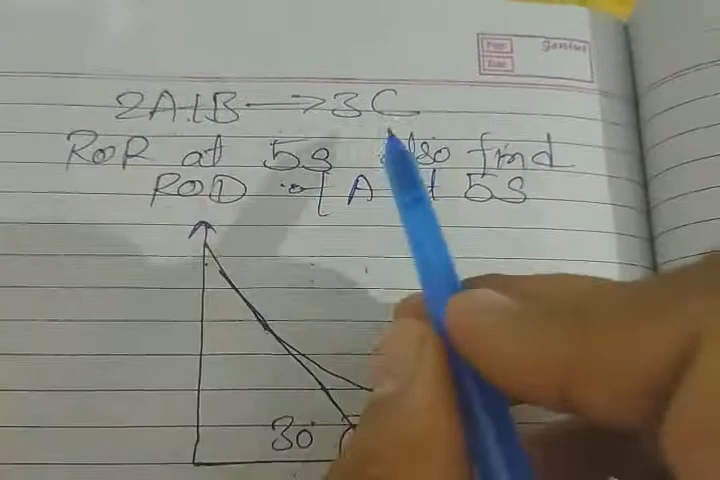 2A+B → 3C
ROR at 5s also find
ROD of A at 5s
30°